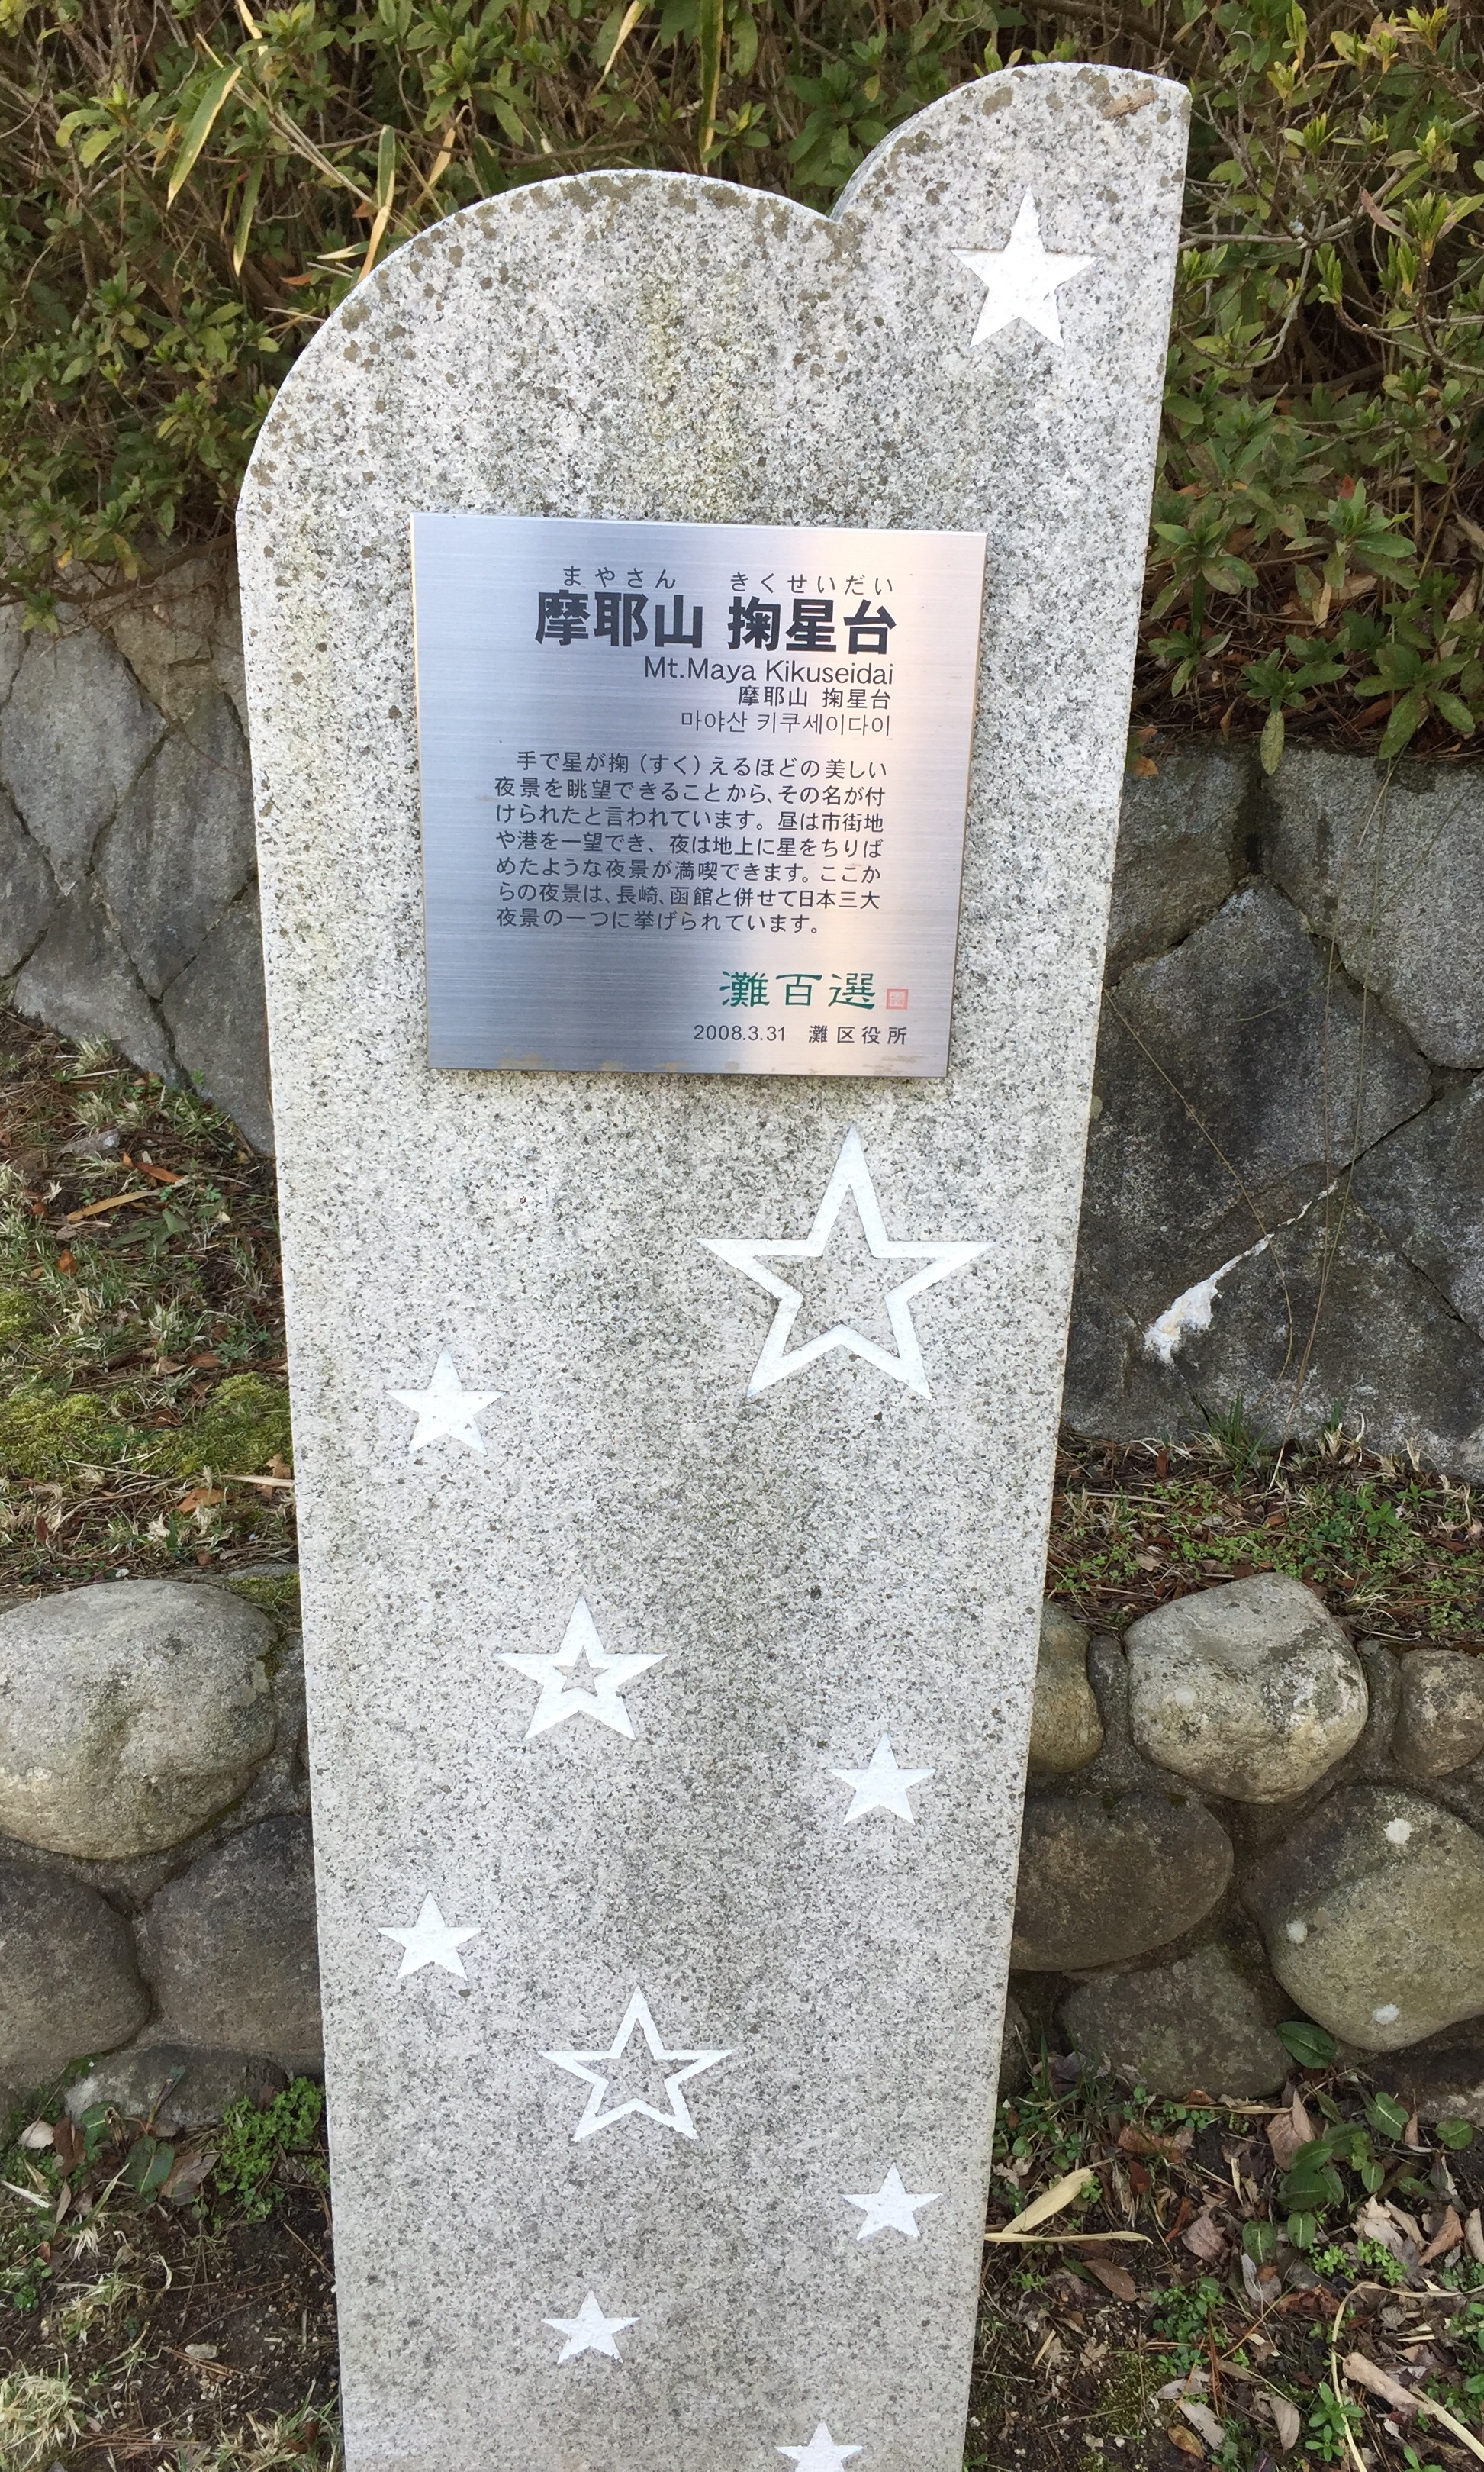 まやさん きくせいだい
摩耶山 掬星台
Mt.Maya Kikuseidai
摩耶山 掬星台
마야산 키쿠세이다이
手で星が掬（すく）えるほどの美しい
夜景を眺望できることから、その名が付
けられたと言われています。昼は市街地
や港を一望でき、夜は地上に星をちりば
めたような夜景が満喫できます。ここか
らの夜景は、長崎、函館と併せて日本三大
夜景の一つに挙げられています。
灘百選
2008.3.31 灘区役所